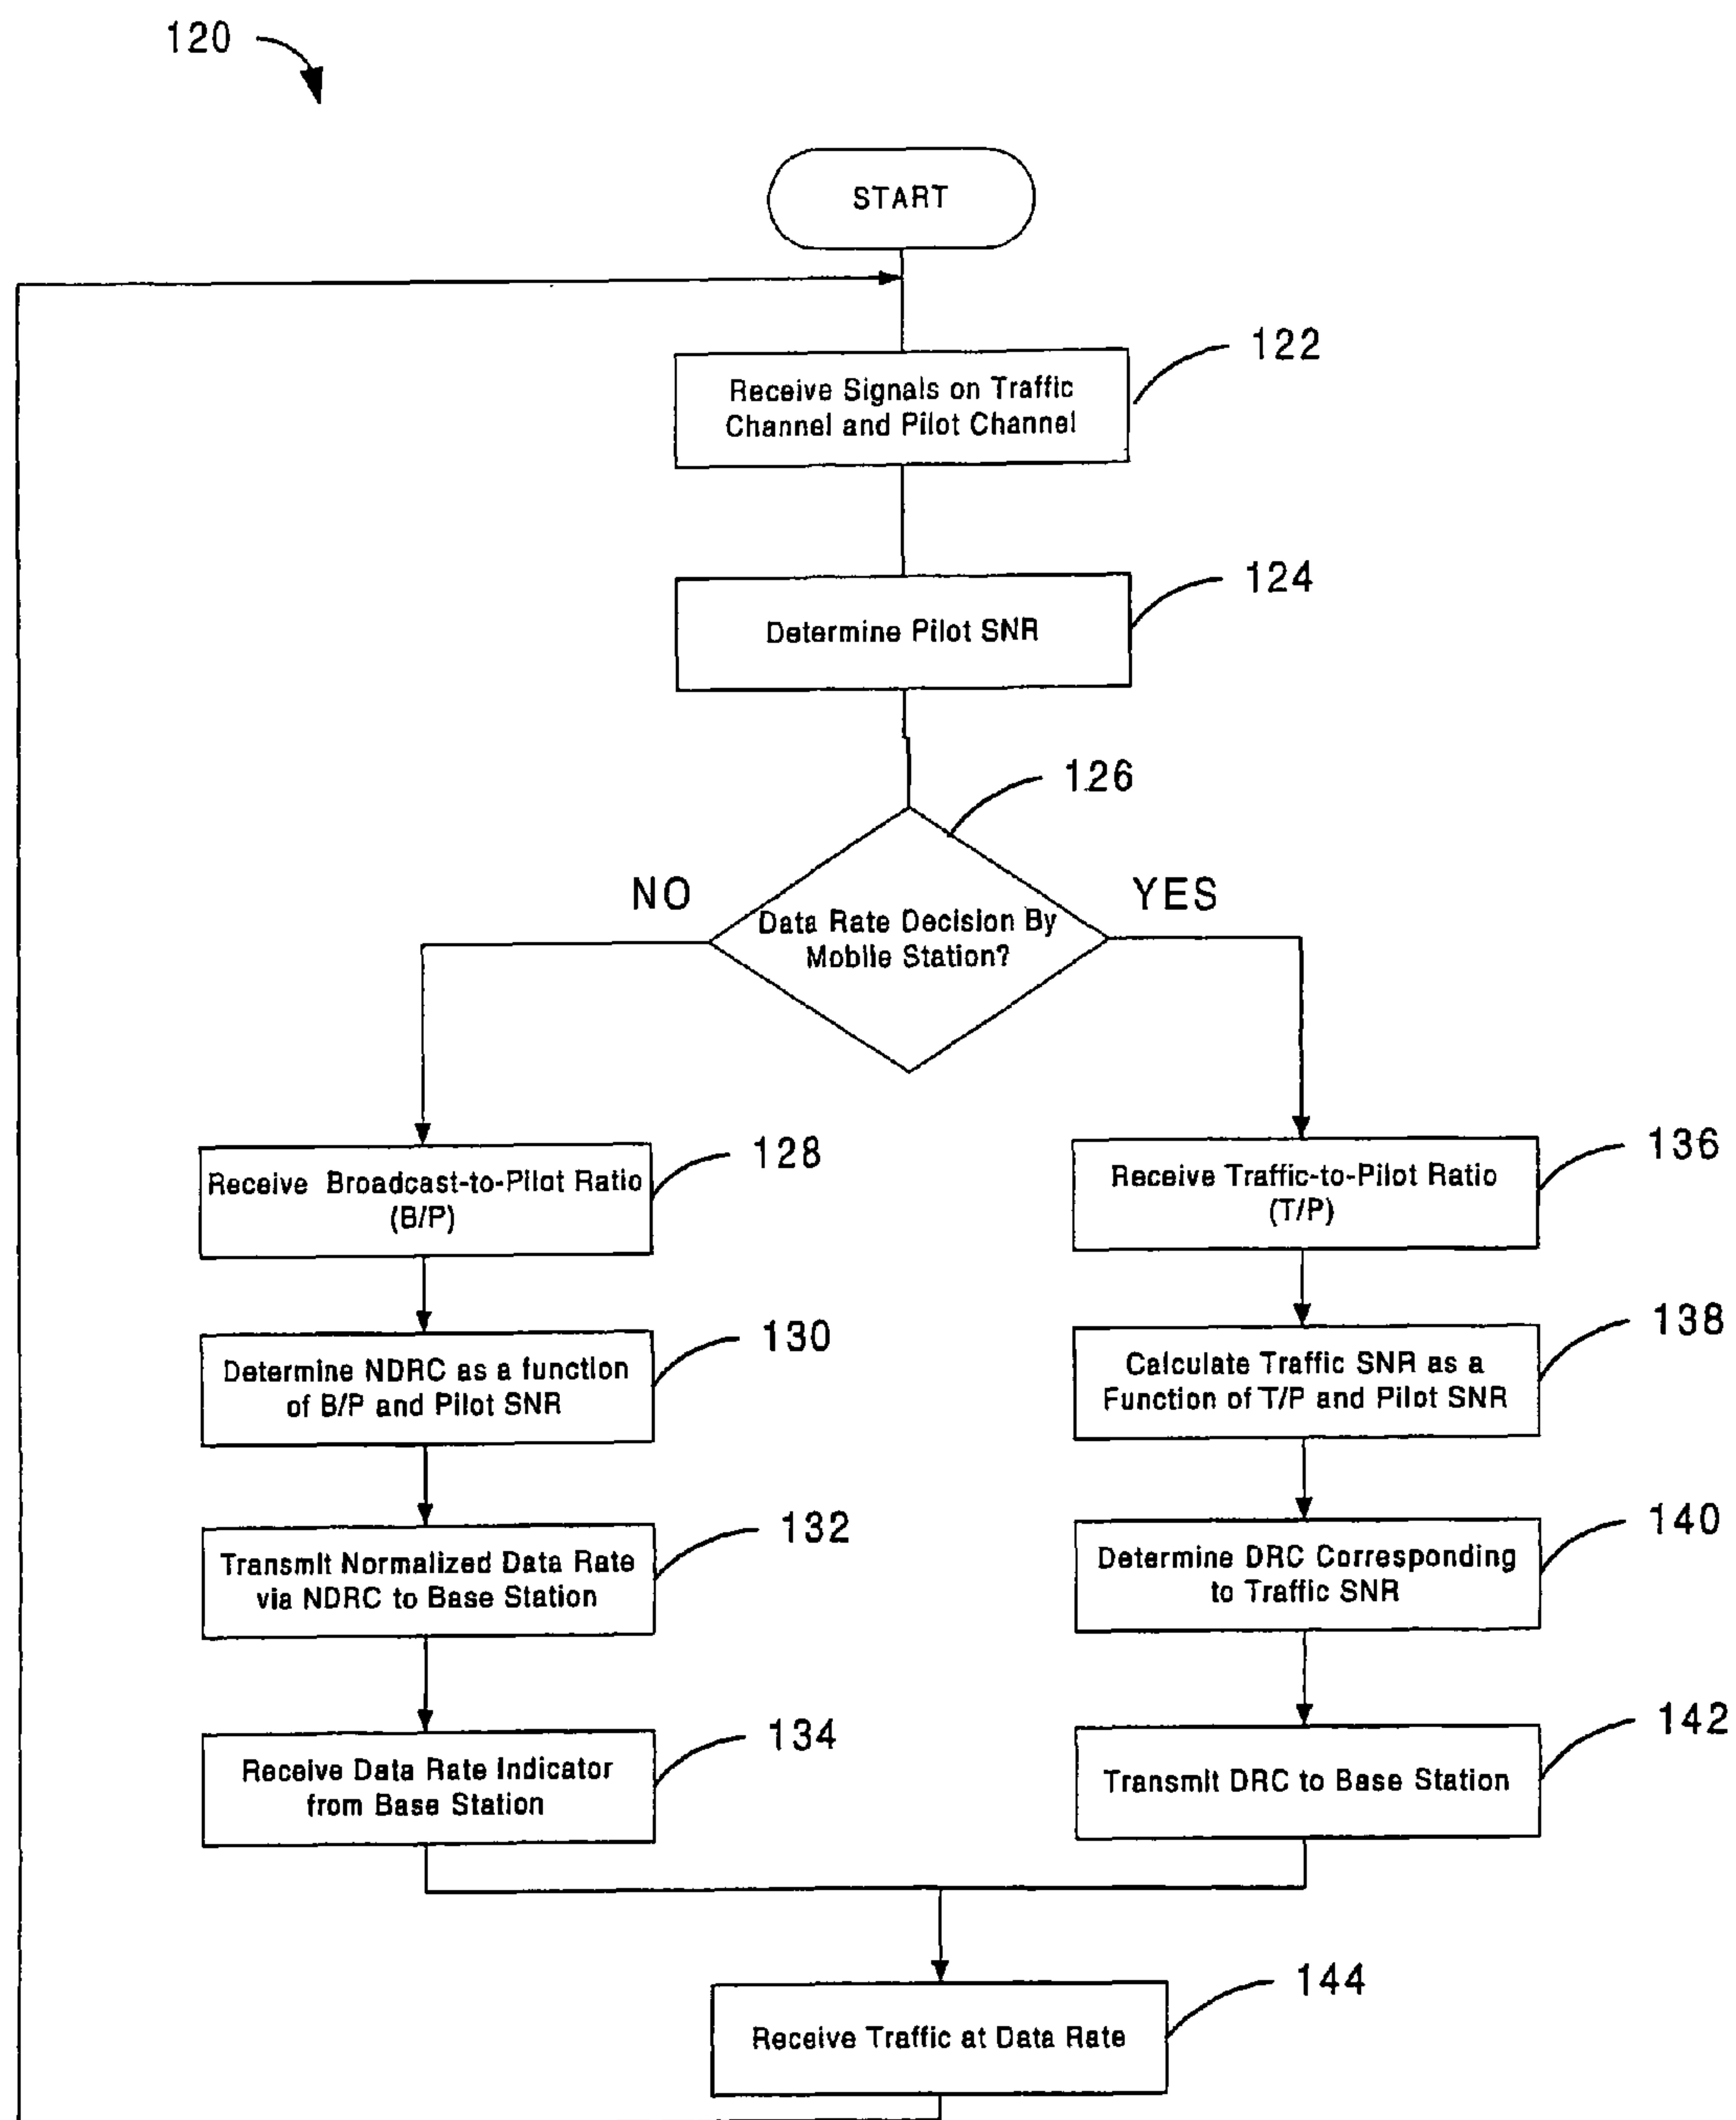 120
START
122
Receive Signals on Traffic
Channel and Pilot Channel
124
Determine Pilot SNR
126
NO
YES
Data Rate Decision By
Mobile Station?
128
Receive Broadcast-to-Pilot Ratio
(B/P)
136
Receive Traffic-to-Pilot Ratio
(T/P)
130
Determine NDRC as a function
of B/P and Pilot SNR
138
Calculate Traffic SNR as a
Function of T/P and Pilot SNR
132
Transmit Normalized Data Rate
via NDRC to Base Station
140
Determine DRC Corresponding
to Traffic SNR
134
Receive Data Rate Indicator
from Base Station
142
Transmit DRC to Base Station
144
Receive Traffic at Data Rate